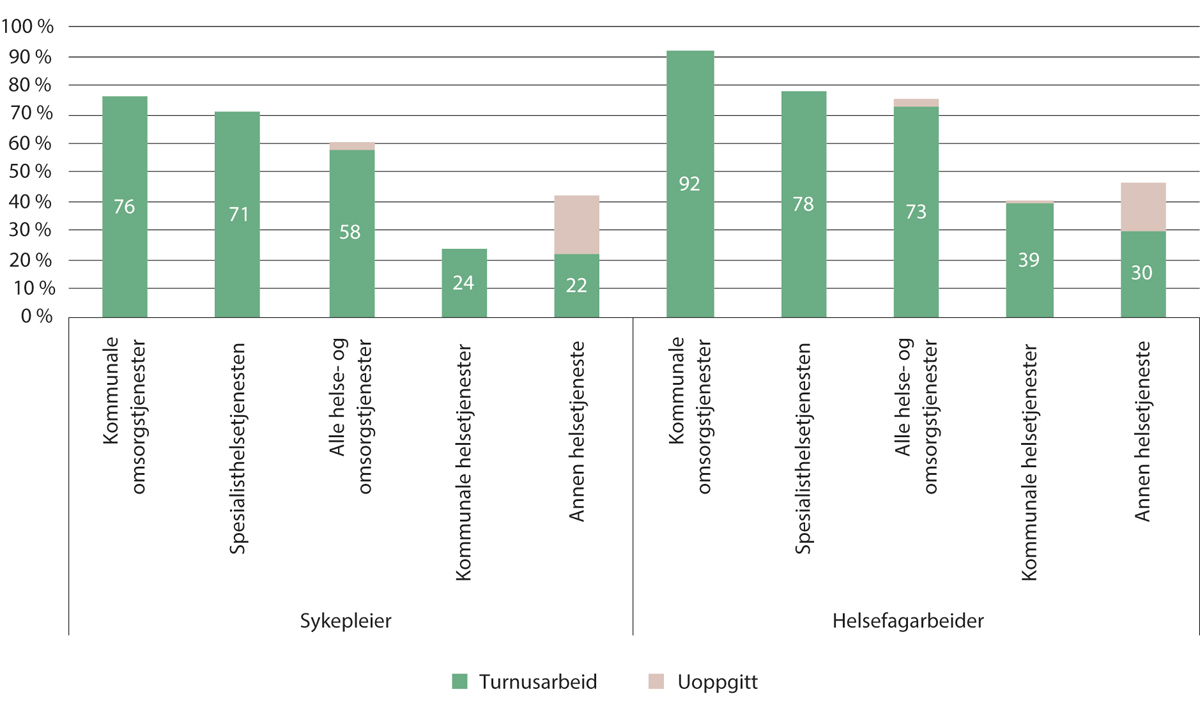 100 %
90 %
80 %
70 %
60 %
50 %
40 %
30 %
20 %
10 %
0 %
76
71
58
24
22
92
78
73
39
30
Kommunale
omsorgstjenester
Spesialisthelsetjenesten
Alle helse- og
omsorgstjenester
Kommunale helsetjenester
Annen helsetjeneste
Kommunale
omsorgstjenester
Spesialisthelsetjenesten
Alle helse- og
omsorgstjenester
Kommunale helsetjenester
Annen helsetjeneste
Sykepleier
Helsefagarbeider
Turnusarbeid
Uoppgitt